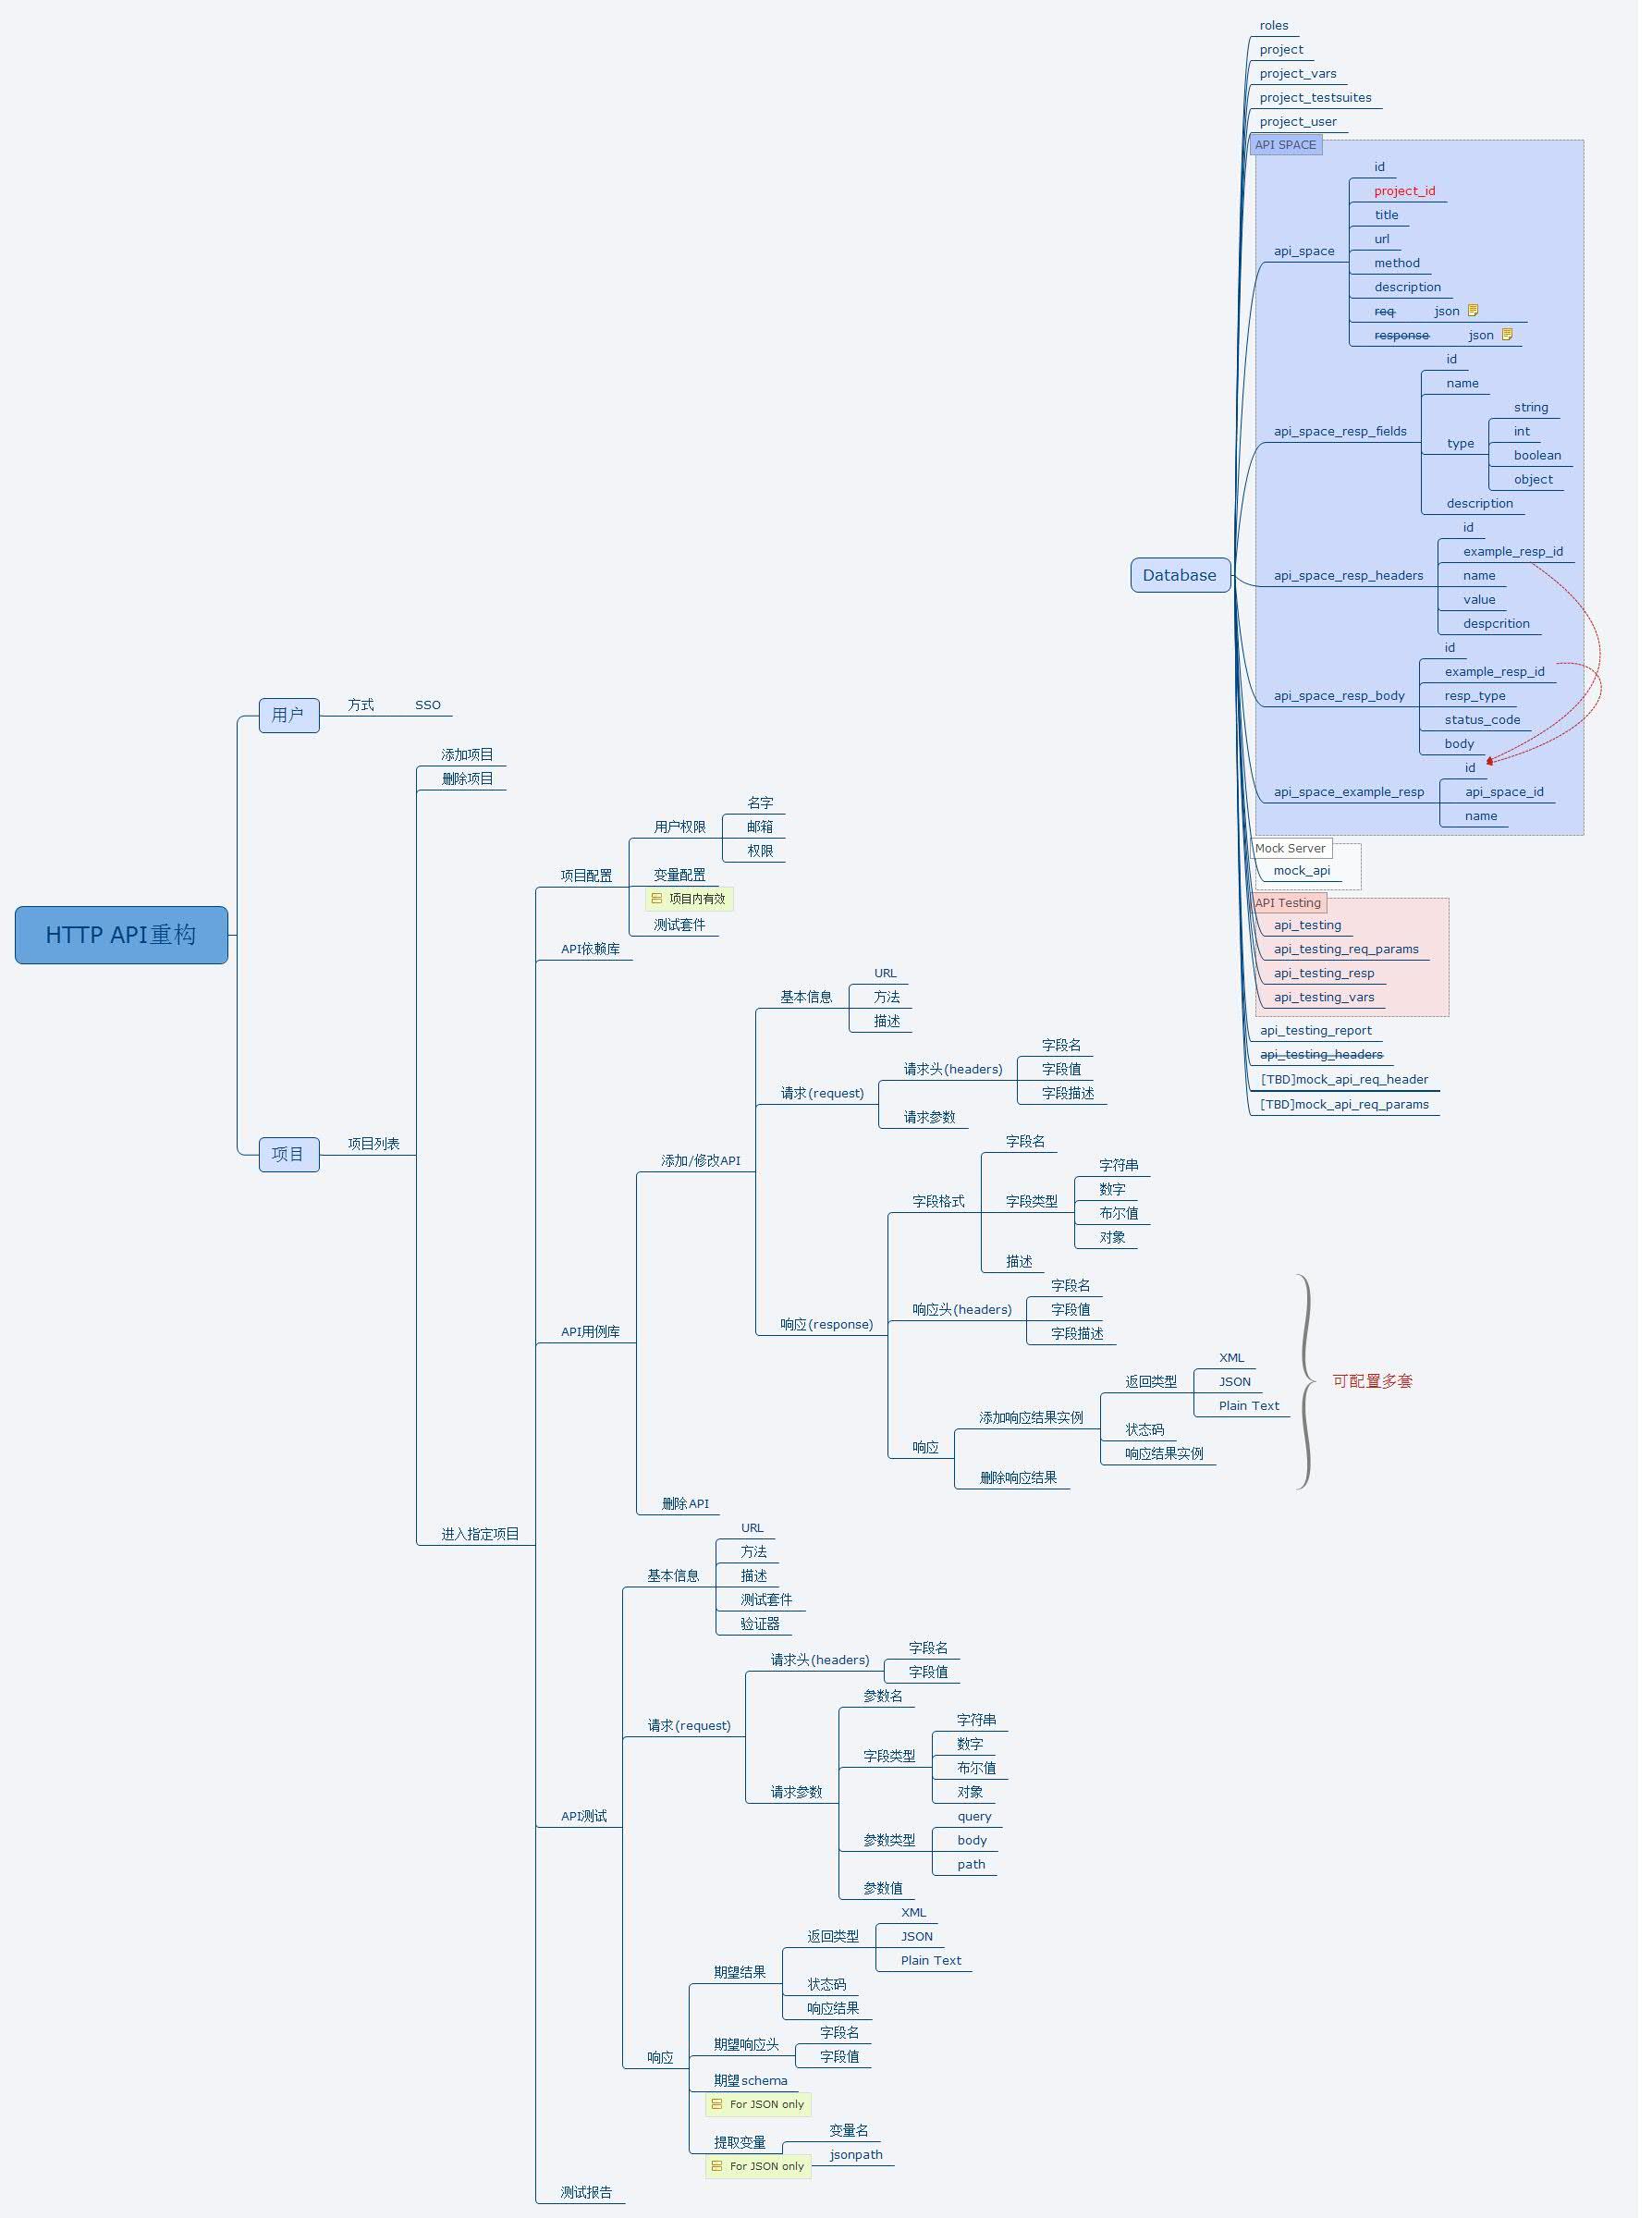 roles
project
project_vars
project_testsuites
project_user
API SPACE
api_space
id
project_id
title
url
method
description
req json
response json
api_space_resp_fields
id
name
type
string
int
boolean
object
description
api_space_resp_headers
id
example_resp_id
name
value
despcrition
Database
api_space_resp_body
id
example_resp_id
resp_type
status_code
body
api_space_example_resp
id
api_space_id
name
Mock Server
mock_api
API Testing
api_testing
api_testing_req_params
api_testing_resp
api_testing_vars
api_testing_report
api_testing_headers
[TBD]mock_api_req_header
[TBD]mock_api_req_params
HTTP API重构
用户
方式
SSO
项目
项目列表
添加项目
删除项目
进入指定项目
项目配置
用户权限
名字
邮箱
权限
变量配置
项目内有效
测试套件
API依赖库
API用例库
添加/修改API
基本信息
URL
方法
描述
请求(request)
请求头(headers)
字段名
字段值
字段描述
请求参数
响应(response)
字段格式
字段名
字段类型
字符串
数字
布尔值
对象
描述
响应头(headers)
字段名
字段值
字段描述
响应
添加响应结果实例
返回类型
XML
JSON
Plain Text
状态码
响应结果实例
删除响应结果
可配置多套
删除API
API测试
基本信息
URL
方法
描述
测试套件
验证器
请求(request)
请求头(headers)
字段名
字段值
请求参数
参数名
字段类型
字符串
数字
布尔值
对象
参数类型
query
body
path
参数值
响应
期望结果
返回类型
XML
JSON
Plain Text
状态码
响应结果
期望响应头
字段名
字段值
期望schema
For JSON only
提取变量
For JSON only
变量名
jsonpath
测试报告